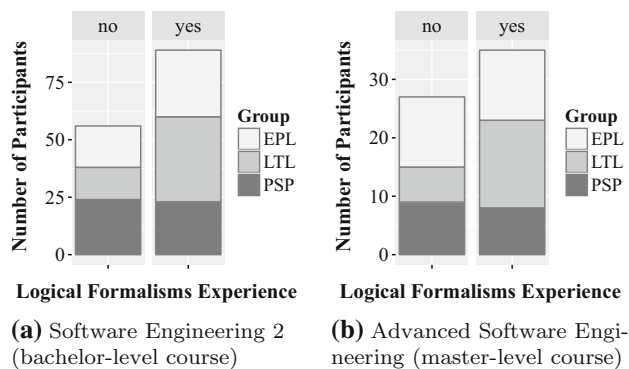 no yes
Number of Participants
75
50
25
0
Group
EPL
LTL
PSP
Logical Formalisms Experience
(a) Software Engineering 2
(bachelor-level course)
no yes
Number of Participants
30
20
10
0
Group
EPL
LTL
PSP
Logical Formalisms Experience
(b) Advanced Software Engi-
neering (master-level course)